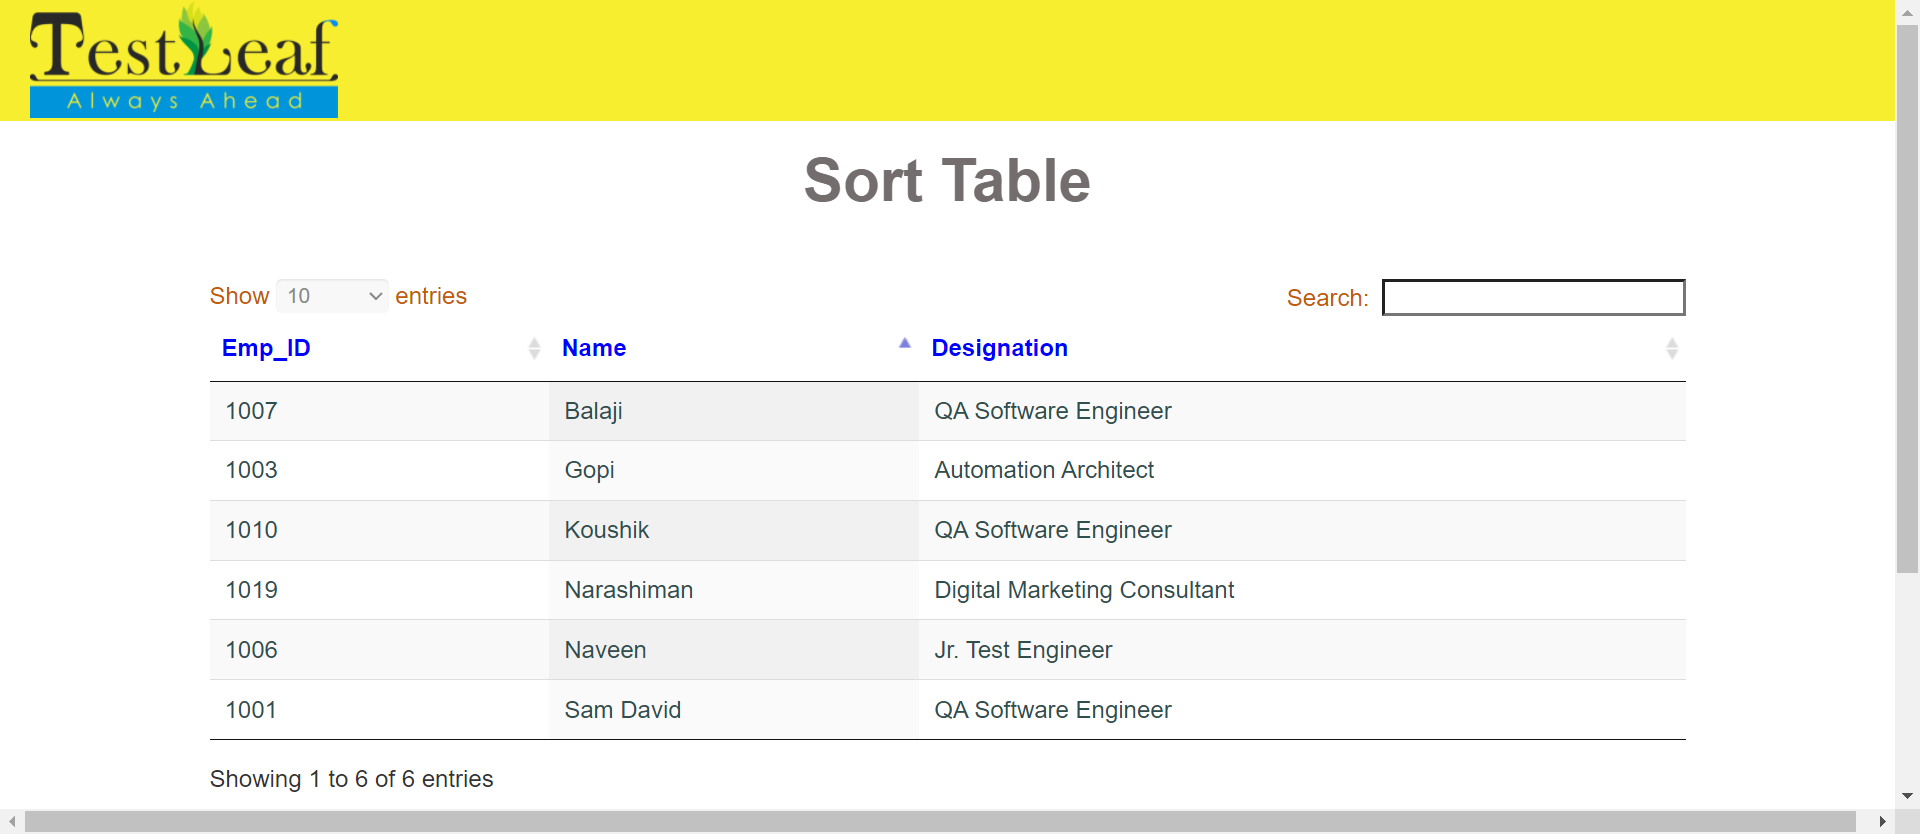 TestLeaf
Always Ahead
Sort Table
Show 10 entries
Search:
Emp_ID Name Designation
1007 Balaji QA Software Engineer
1003 Gopi Automation Architect
1010 Koushik QA Software Engineer
1019 Narashiman Digital Marketing Consultant
1006 Naveen Jr. Test Engineer
1001 Sam David QA Software Engineer
Showing 1 to 6 of 6 entries